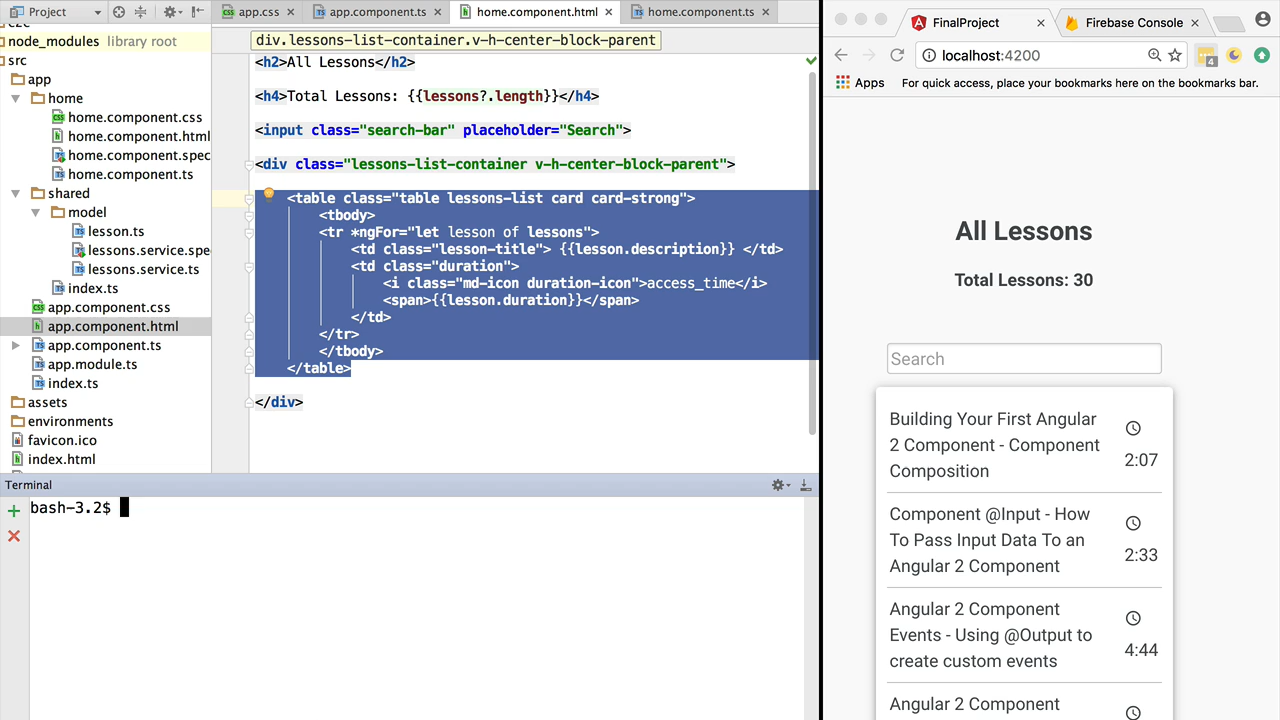 Project
app.css
app.component.ts
home.component.html
home.component.ts
e2e
node_modules library root
src
app
home
home.component.css
home.component.html
home.component.spec
home.component.ts
shared
model
lesson.ts
lessons.service.spe
lessons.service.ts
index.ts
app.component.css
app.component.html
app.component.ts
app.module.ts
index.ts
assets
environments
favicon.ico
index.html
div.lessons-list-container.v-h-center-block-parent
<h2>All Lessons</h2>
<h4>Total Lessons: {{lessons?.length}}</h4>
<input class="search-bar" placeholder="Search">
<div class="lessons-list-container v-h-center-block-parent">
<table class="table lessons-list card card-strong">
<tbody>
<tr *ngFor="let lesson of lessons">
<td class="lesson-title"> {{lesson.description}} </td>
<td class="duration">
<i class="md-icon duration-icon">access_time</i>
<span>{{lesson.duration}}</span>
</td>
</tr>
</tbody>
</table>
</div>
Terminal
bash-3.2$
FinalProject
Firebase Console
localhost:4200
4
Apps
For quick access, place your bookmarks here on the bookmarks bar.
All Lessons
Total Lessons: 30
Search
Building Your First Angular
2 Component - Component
Composition
2:07
Component @Input - How
To Pass Input Data To an
Angular 2 Component
2:33
Angular 2 Component
Events - Using @Output to
create custom events
4:44
Angular 2 Component